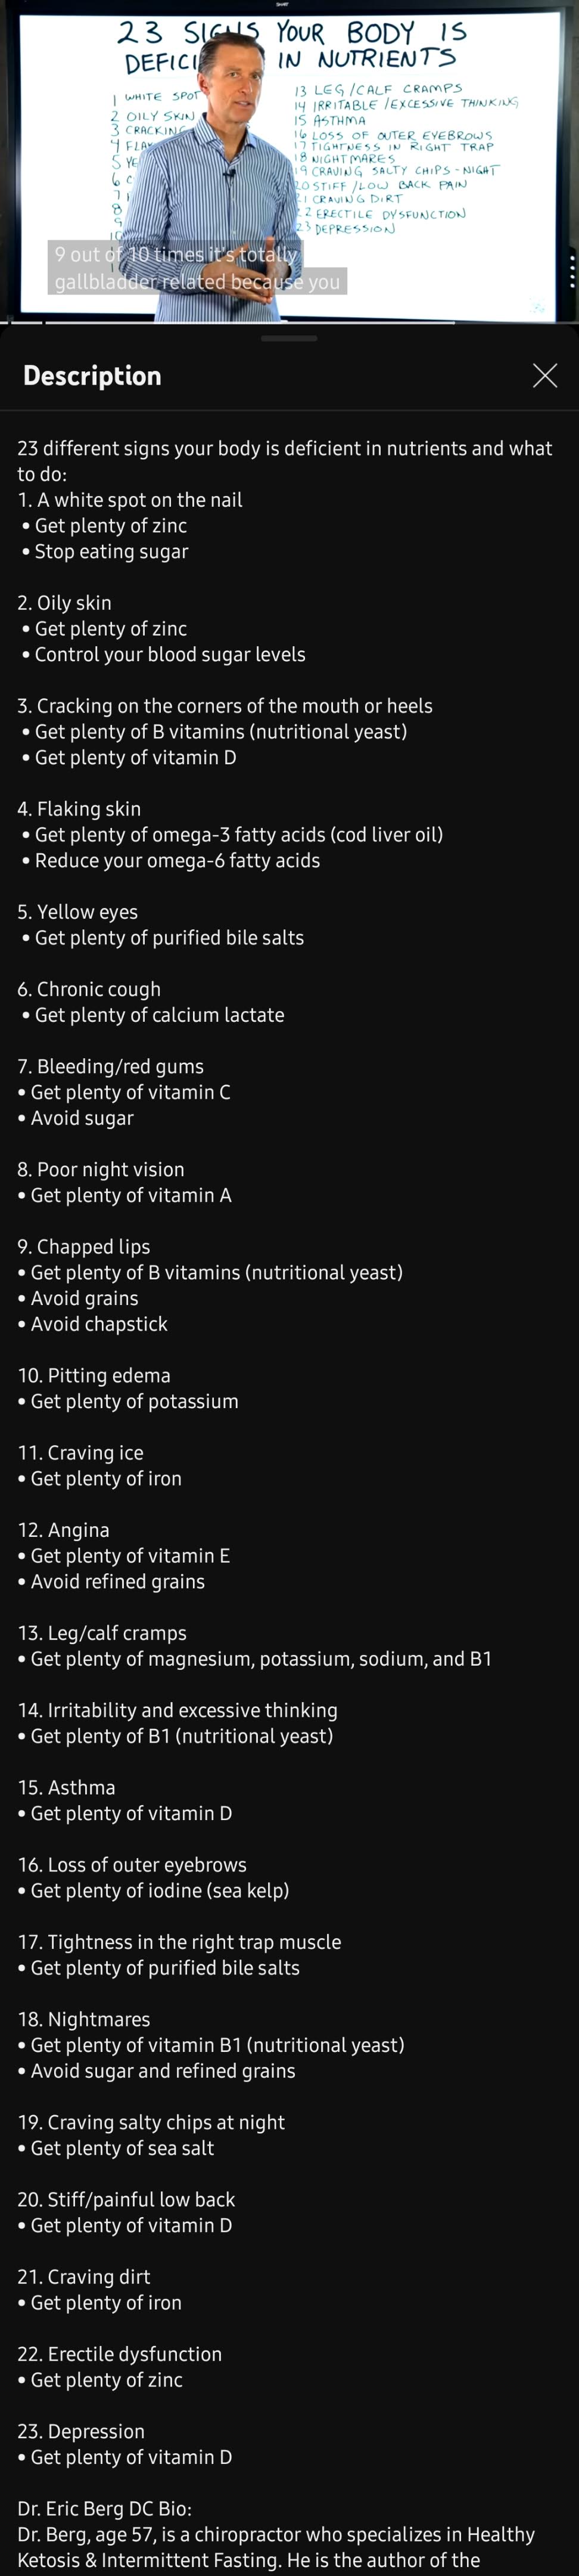 23 SIGNS YOUR BODY IS
DEFICI IN NUTRIENTS
1 WHITE SPOT
2 OILY SKIN
3 CRACKING
4 FLAK
5 YE
6 C
7
8
9
10
13 LEG/CALF CRAMPS
14 IRRITABLE/EXCESSIVE THINKING
15 ASTHMA
16 LOSS OF OUTER EYEBROWS
17 TIGHTNESS IN RIGHT TRAP
18 NIGHTMARES
19 CRAVING SALTY CHIPS-NIGHT
20 STIFF/LOW BACK PAIN
21 CRAVING DIRT
22 ERECTILE DYSFUNCTION
23 DEPRESSION
9 out of 10 times it's totally
gallbladder related because you
Description
23 different signs your body is deficient in nutrients and what
to do:
1. A white spot on the nail
• Get plenty of zinc
• Stop eating sugar
2. Oily skin
• Get plenty of zinc
• Control your blood sugar levels
3. Cracking on the corners of the mouth or heels
• Get plenty of B vitamins (nutritional yeast)
• Get plenty of vitamin D
4. Flaking skin
• Get plenty of omega-3 fatty acids (cod liver oil)
• Reduce your omega-6 fatty acids
5. Yellow eyes
• Get plenty of purified bile salts
6. Chronic cough
• Get plenty of calcium lactate
7. Bleeding/red gums
• Get plenty of vitamin C
• Avoid sugar
8. Poor night vision
• Get plenty of vitamin A
9. Chapped lips
• Get plenty of B vitamins (nutritional yeast)
• Avoid grains
• Avoid chapstick
10. Pitting edema
• Get plenty of potassium
11. Craving ice
• Get plenty of iron
12. Angina
• Get plenty of vitamin E
• Avoid refined grains
13. Leg/calf cramps
• Get plenty of magnesium, potassium, sodium, and B1
14. Irritability and excessive thinking
• Get plenty of B1 (nutritional yeast)
15. Asthma
• Get plenty of vitamin D
16. Loss of outer eyebrows
• Get plenty of iodine (sea kelp)
17. Tightness in the right trap muscle
• Get plenty of purified bile salts
18. Nightmares
• Get plenty of vitamin B1 (nutritional yeast)
• Avoid sugar and refined grains
19. Craving salty chips at night
• Get plenty of sea salt
20. Stiff/painful low back
• Get plenty of vitamin D
21. Craving dirt
• Get plenty of iron
22. Erectile dysfunction
• Get plenty of zinc
23. Depression
• Get plenty of vitamin D
Dr. Eric Berg DC Bio:
Dr. Berg, age 57, is a chiropractor who specializes in Healthy
Ketosis & Intermittent Fasting. He is the author of the